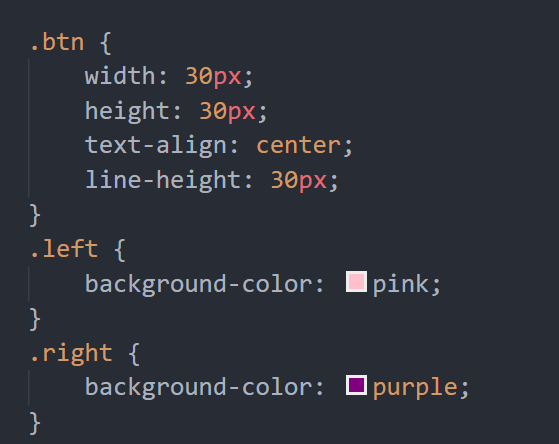 .btn {
    width: 30px;
    height: 30px;
    text-align: center;
    line-height: 30px;
}
.left {
    background-color: pink;
}
.right {
    background-color: purple;
}